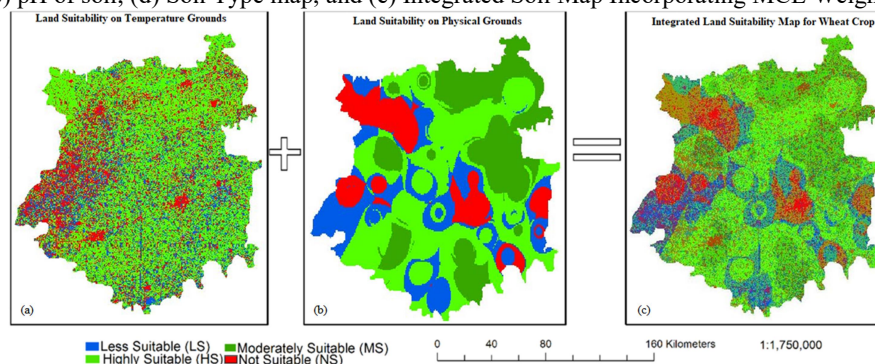 pH of soil, (d) Soil Type map, and (e) Integrated Soil Map Incorporating MCE Weigh
Land Suitability on Temperature Grounds
Land Suitability on Physical Grounds
Integrated Land Suitability Map for Wheat Crop
(a)
(b)
(c)
Less Suitable (LS) Moderately Suitable (MS)
Highly Suitable (HS) Not Suitable (NS)
0 40 80 160 Kilometers 1:1,750,000